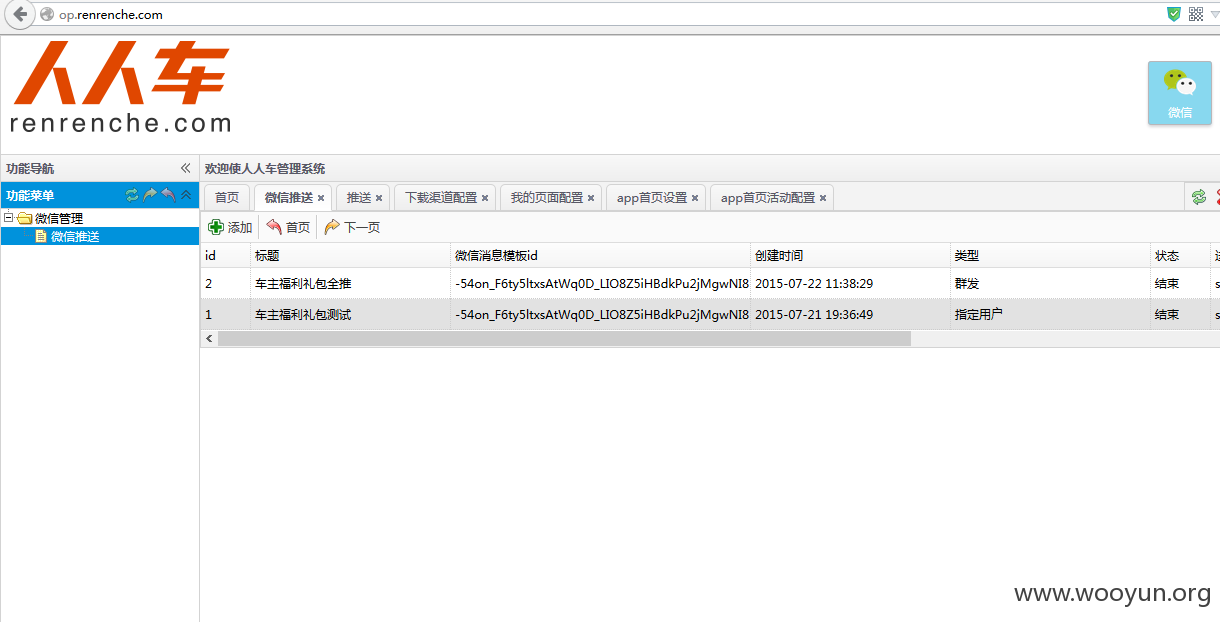 op.renrenche.com
人人车
renrenche.com
微信
功能导航
欢迎使人人车管理系统
功能菜单
首页 微信推送 推送 下载渠道配置 我的页面配置 app首页设置 app首页活动配置
微信管理
微信推送
添加 首页 下一页
id 标题 微信消息模板id 创建时间 类型 状态
2 车主福利礼包全推 -54on_F6ty5ltxsAtWq0D_LIO8Z5iHBdkPu2jMgwNI8 2015-07-22 11:38:29 群发 结束 s
1 车主福利礼包测试 -54on_F6ty5ltxsAtWq0D_LIO8Z5iHBdkPu2jMgwNI8 2015-07-21 19:36:49 指定用户 结束 s
www.wooyun.org